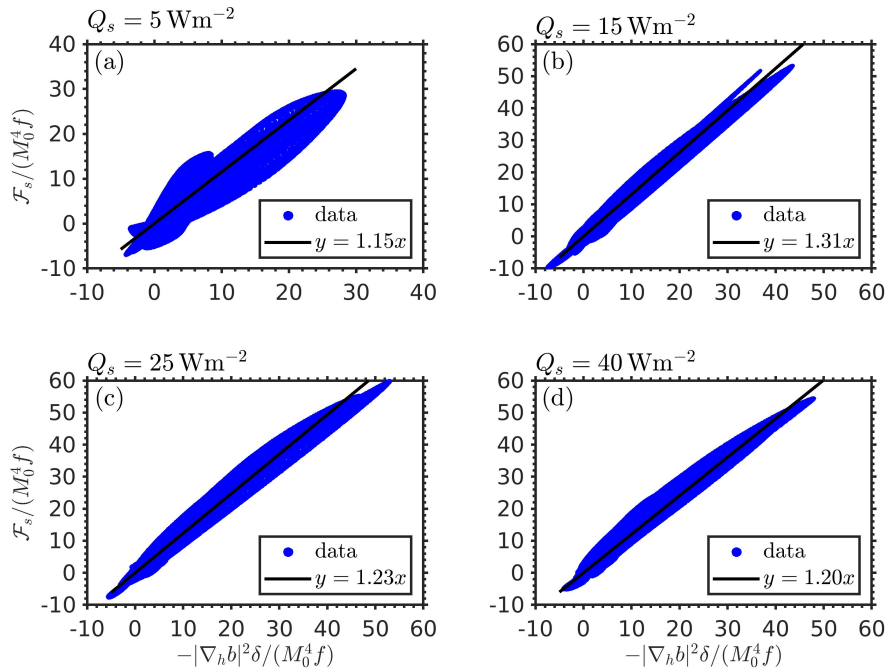 Q_s = 5 Wm⁻²
(a)
40
30
20
10
0
-10
ℱ_s/(M_0^4 f)
data
y = 1.15x
-10 0 10 20 30 40
Q_s = 15 Wm⁻²
(b)
60
50
40
30
20
10
0
-10
data
y = 1.31x
-10 0 10 20 30 40 50 60
Q_s = 25 Wm⁻²
(c)
60
50
40
30
20
10
0
-10
ℱ_s/(M_0^4 f)
data
y = 1.23x
-10 0 10 20 30 40 50 60
−|∇_h b|²δ/(M_0^4 f)
Q_s = 40 Wm⁻²
(d)
60
50
40
30
20
10
0
-10
data
y = 1.20x
-10 0 10 20 30 40 50 60
−|∇_h b|²δ/(M_0^4 f)